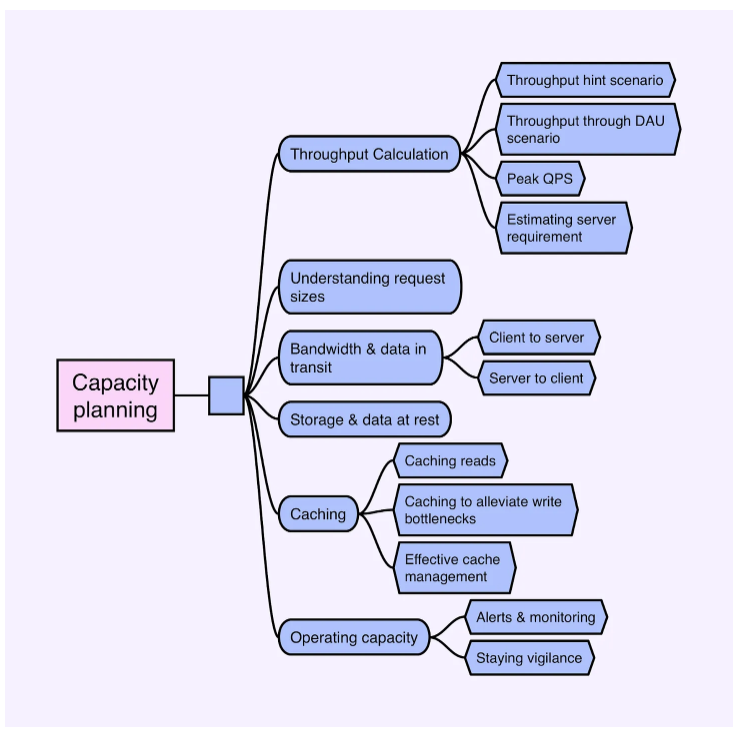 Capacity
planning
Throughput Calculation
Throughput hint scenario
Throughput through DAU
scenario
Peak QPS
Estimating server
requirement
Understanding request
sizes
Bandwidth & data in
transit
Client to server
Server to client
Storage & data at rest
Caching
Caching reads
Caching to alleviate write
bottlenecks
Effective cache
management
Operating capacity
Alerts & monitoring
Staying vigilance